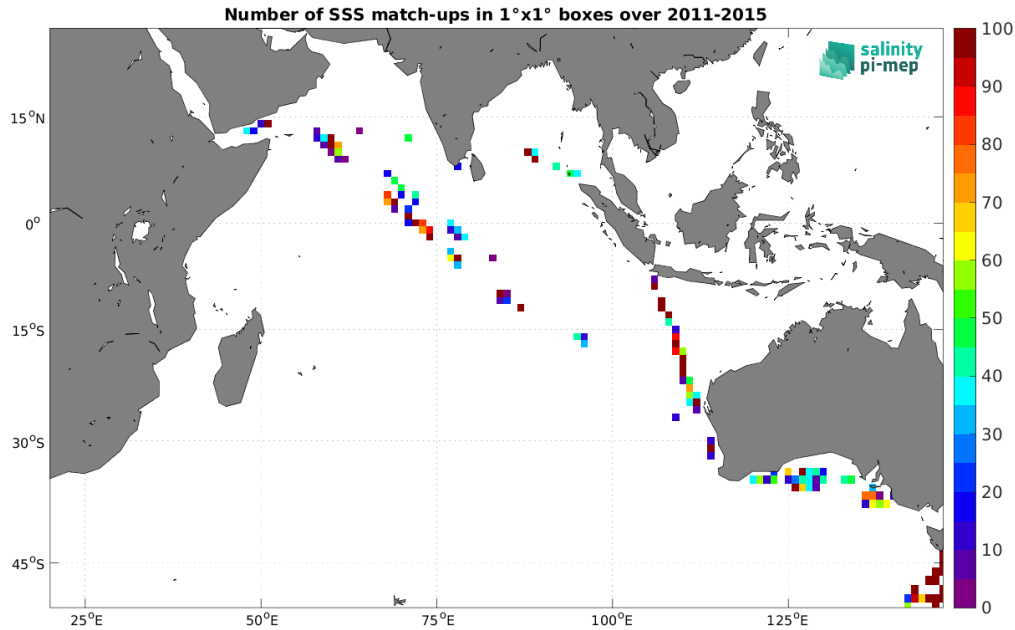 Number of SSS match-ups in 1°x1° boxes over 2011-2015
salinity
pi-mep
15°N
0°
15°S
30°S
45°S
25°E
50°E
75°E
100°E
125°E
100
90
80
70
60
50
40
30
20
10
0